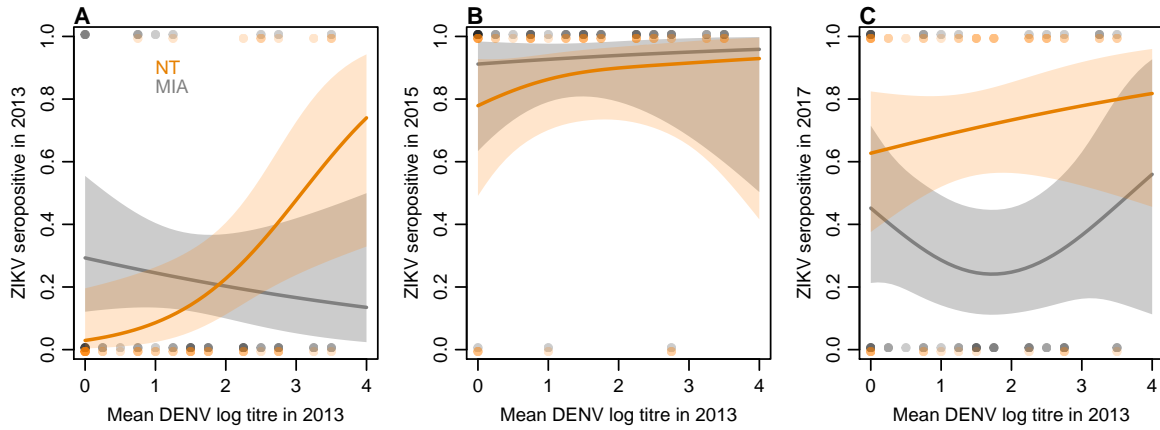 A
NT
MIA
ZIKV seropositive in 2013
0.0 0.2 0.4 0.6 0.8 1.0
0 1 2 3 4
Mean DENV log titre in 2013
B
ZIKV seropositive in 2015
0.0 0.2 0.4 0.6 0.8 1.0
0 1 2 3 4
Mean DENV log titre in 2013
C
ZIKV seropositive in 2017
0.0 0.2 0.4 0.6 0.8 1.0
0 1 2 3 4
Mean DENV log titre in 2013